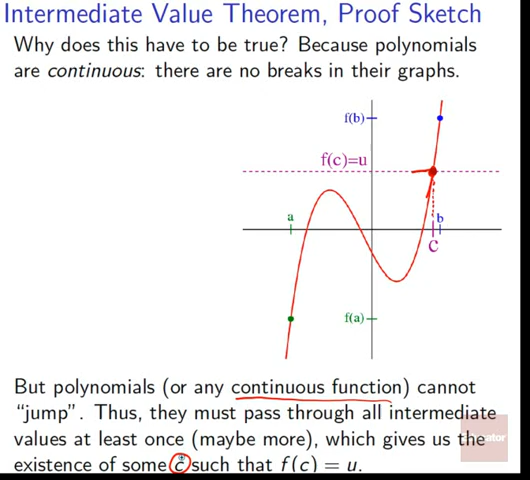 Intermediate Value Theorem, Proof Sketch
Why does this have to be true? Because polynomials
are continuous: there are no breaks in their graphs.
f(b)
f(c)=u
a
b
C
f(a)
But polynomials (or any continuous function) cannot
"jump". Thus, they must pass through all intermediate
values at least once (maybe more), which gives us the
existence of some c such that f(c) = u.